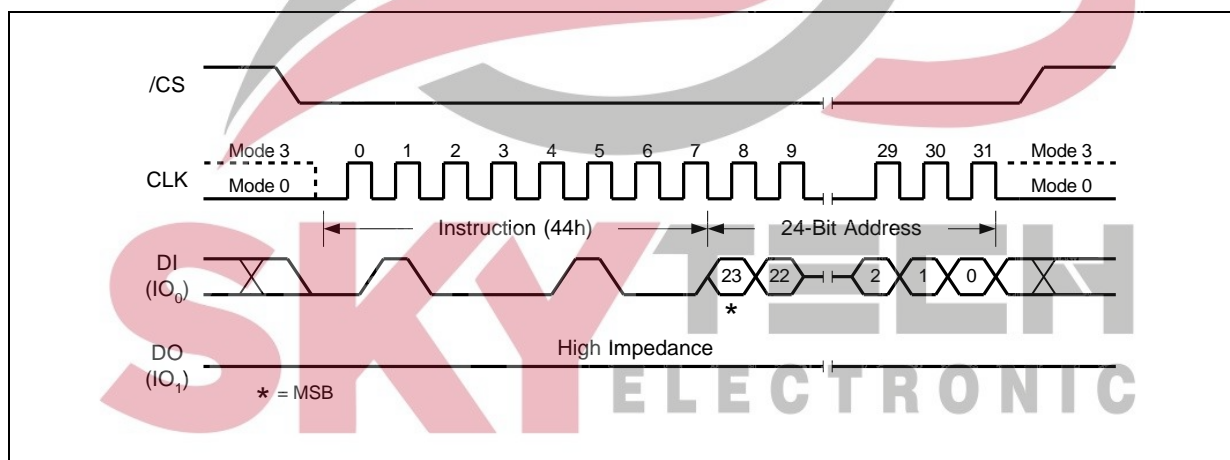 /CS
Mode 3 0 1 2 3 4 5 6 7 8 9 29 30 31 Mode 3
CLK Mode 0 Mode 0
Instruction (44h) 24-Bit Address
DI
(IO₀) 23 22 2 1 0
*
High Impedance
DO
(IO₁)
* = MSB
SKYTECH
ELECTRONIC